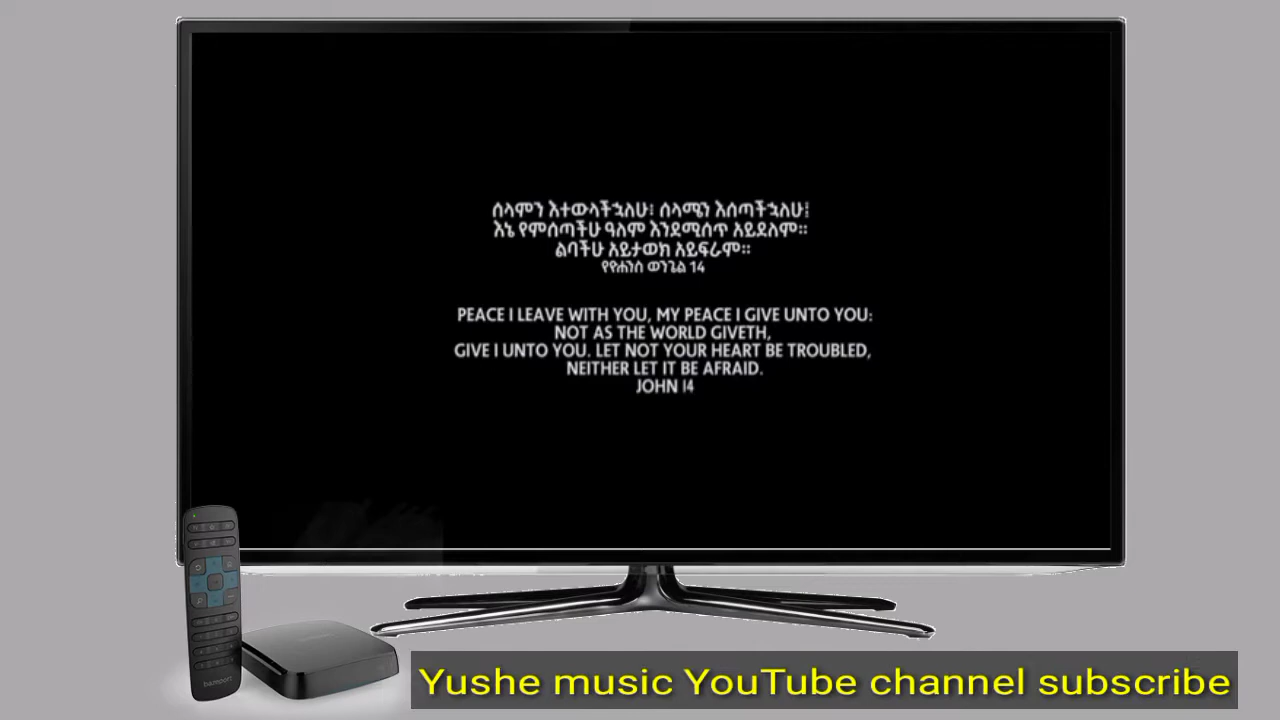 ሰላምን እተውላችኋለሁ፤ ሰላሜን እሰጣችኋለሁ፤
እኔ የምሰጣችሁ ዓለም እንደሚሰጥ አይደለም።
ልባችሁ አይታወክ አይፍራም።
የዮሐንስ ወንጌል 14
PEACE I LEAVE WITH YOU, MY PEACE I GIVE UNTO YOU:
NOT AS THE WORLD GIVETH,
GIVE I UNTO YOU. LET NOT YOUR HEART BE TROUBLED,
NEITHER LET IT BE AFRAID.
JOHN 14
Yushe music YouTube channel subscribe